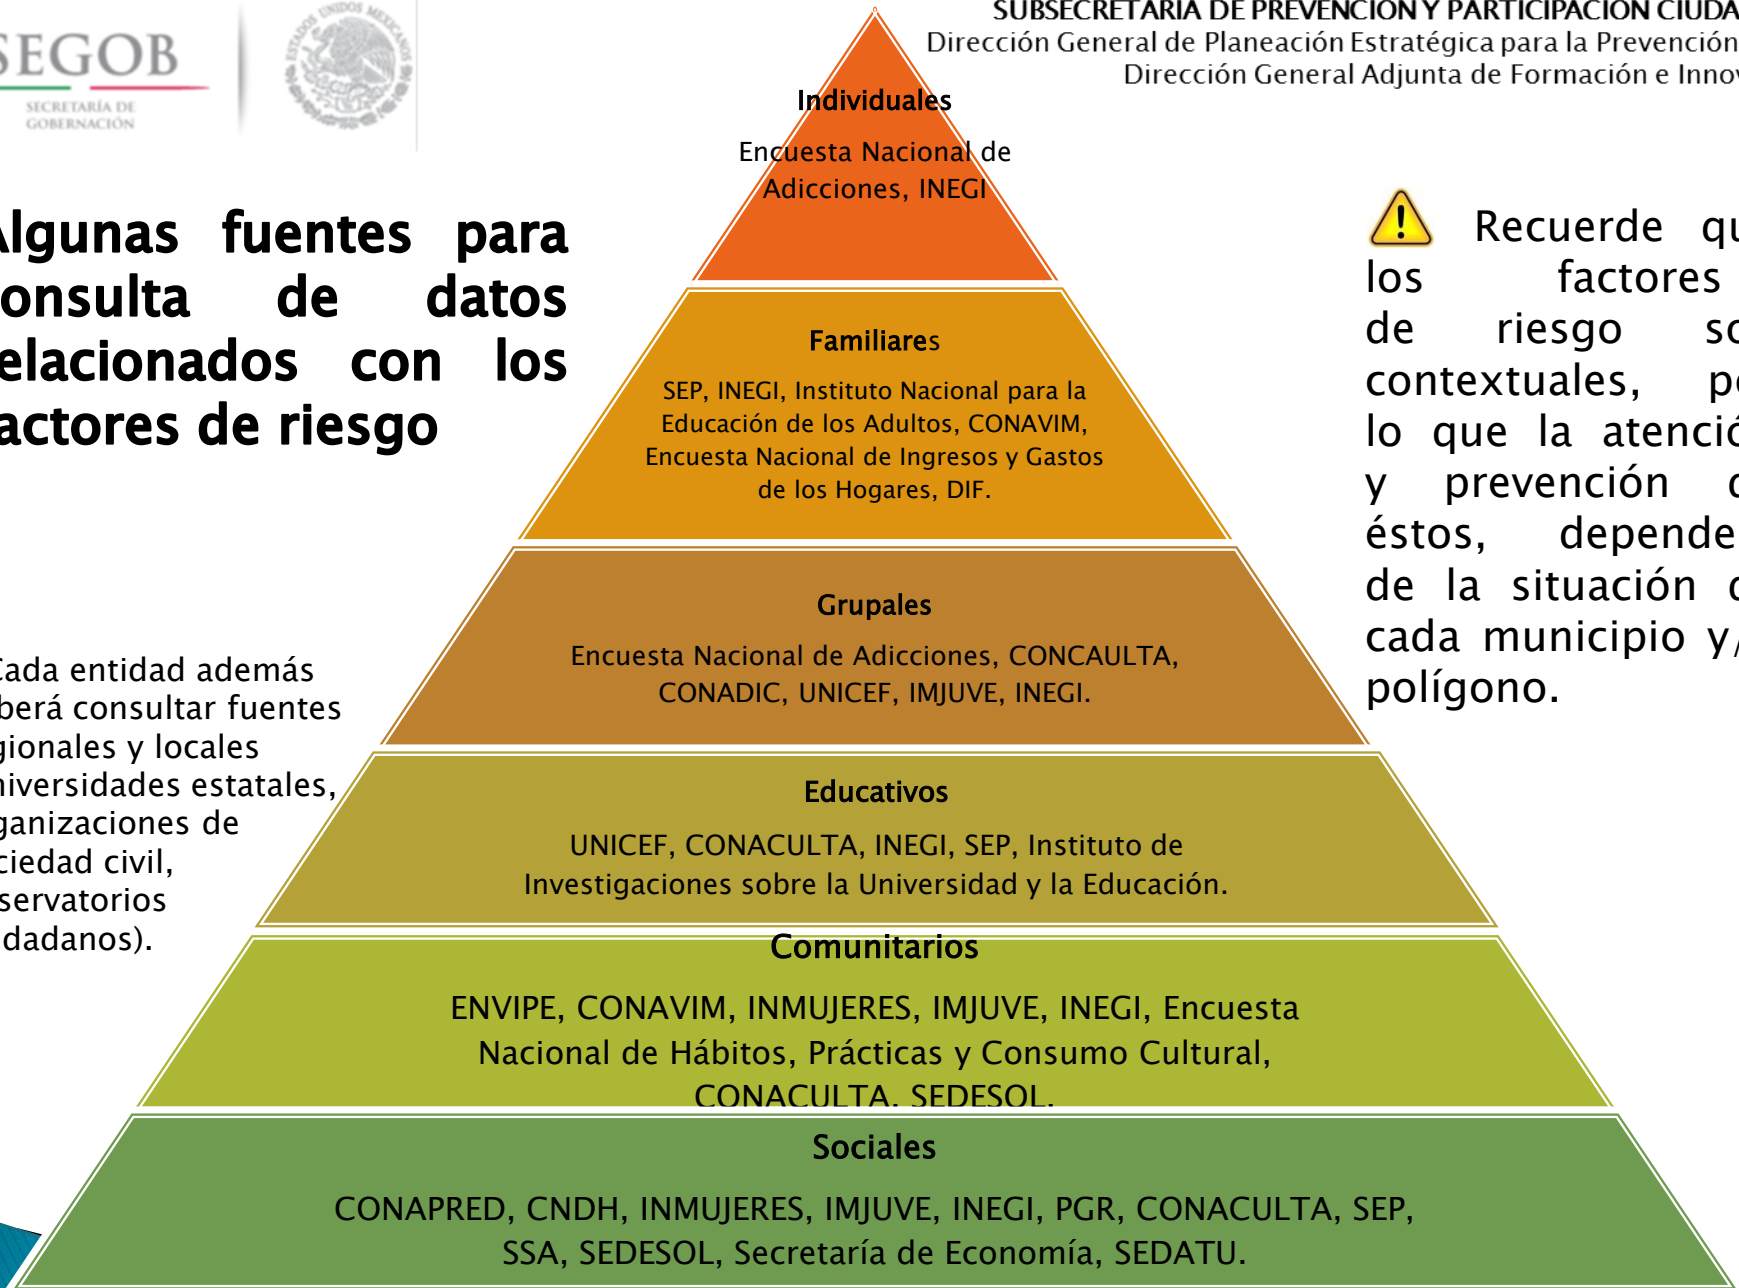 SEGOB
SECRETARÍA DE
GOBERNACIÓN
ESTADOS UNIDOS MEXICANOS
SUBSECRETARÍA DE PREVENCIÓN Y PARTICIPACIÓN CIUDA
Dirección General de Planeación Estratégica para la Prevención
Dirección General Adjunta de Formación e Innov
Algunas fuentes para
onsulta de datos
elacionados con los
actores de riesgo
Cada entidad además
berá consultar fuentes
gionales y locales
niversidades estatales,
ganizaciones de
ciedad civil,
servatorios
dadanos).
Individuales
Encuesta Nacional de
Adicciones, INEGI
Familiares
SEP, INEGI, Instituto Nacional para la
Educación de los Adultos, CONAVIM,
Encuesta Nacional de Ingresos y Gastos
de los Hogares, DIF.
Grupales
Encuesta Nacional de Adicciones, CONCAULTA,
CONADIC, UNICEF, IMJUVE, INEGI.
Educativos
UNICEF, CONACULTA, INEGI, SEP, Instituto de
Investigaciones sobre la Universidad y la Educación.
Comunitarios
ENVIPE, CONAVIM, INMUJERES, IMJUVE, INEGI, Encuesta
Nacional de Hábitos, Prácticas y Consumo Cultural,
CONACULTA, SEDESOL.
Sociales
CONAPRED, CNDH, INMUJERES, IMJUVE, INEGI, PGR, CONACULTA, SEP,
SSA, SEDESOL, Secretaría de Economía, SEDATU.
Recuerde qu
los factores
de riesgo so
contextuales, po
lo que la atenció
y prevención d
éstos, depende
de la situación d
cada municipio y/
polígono.